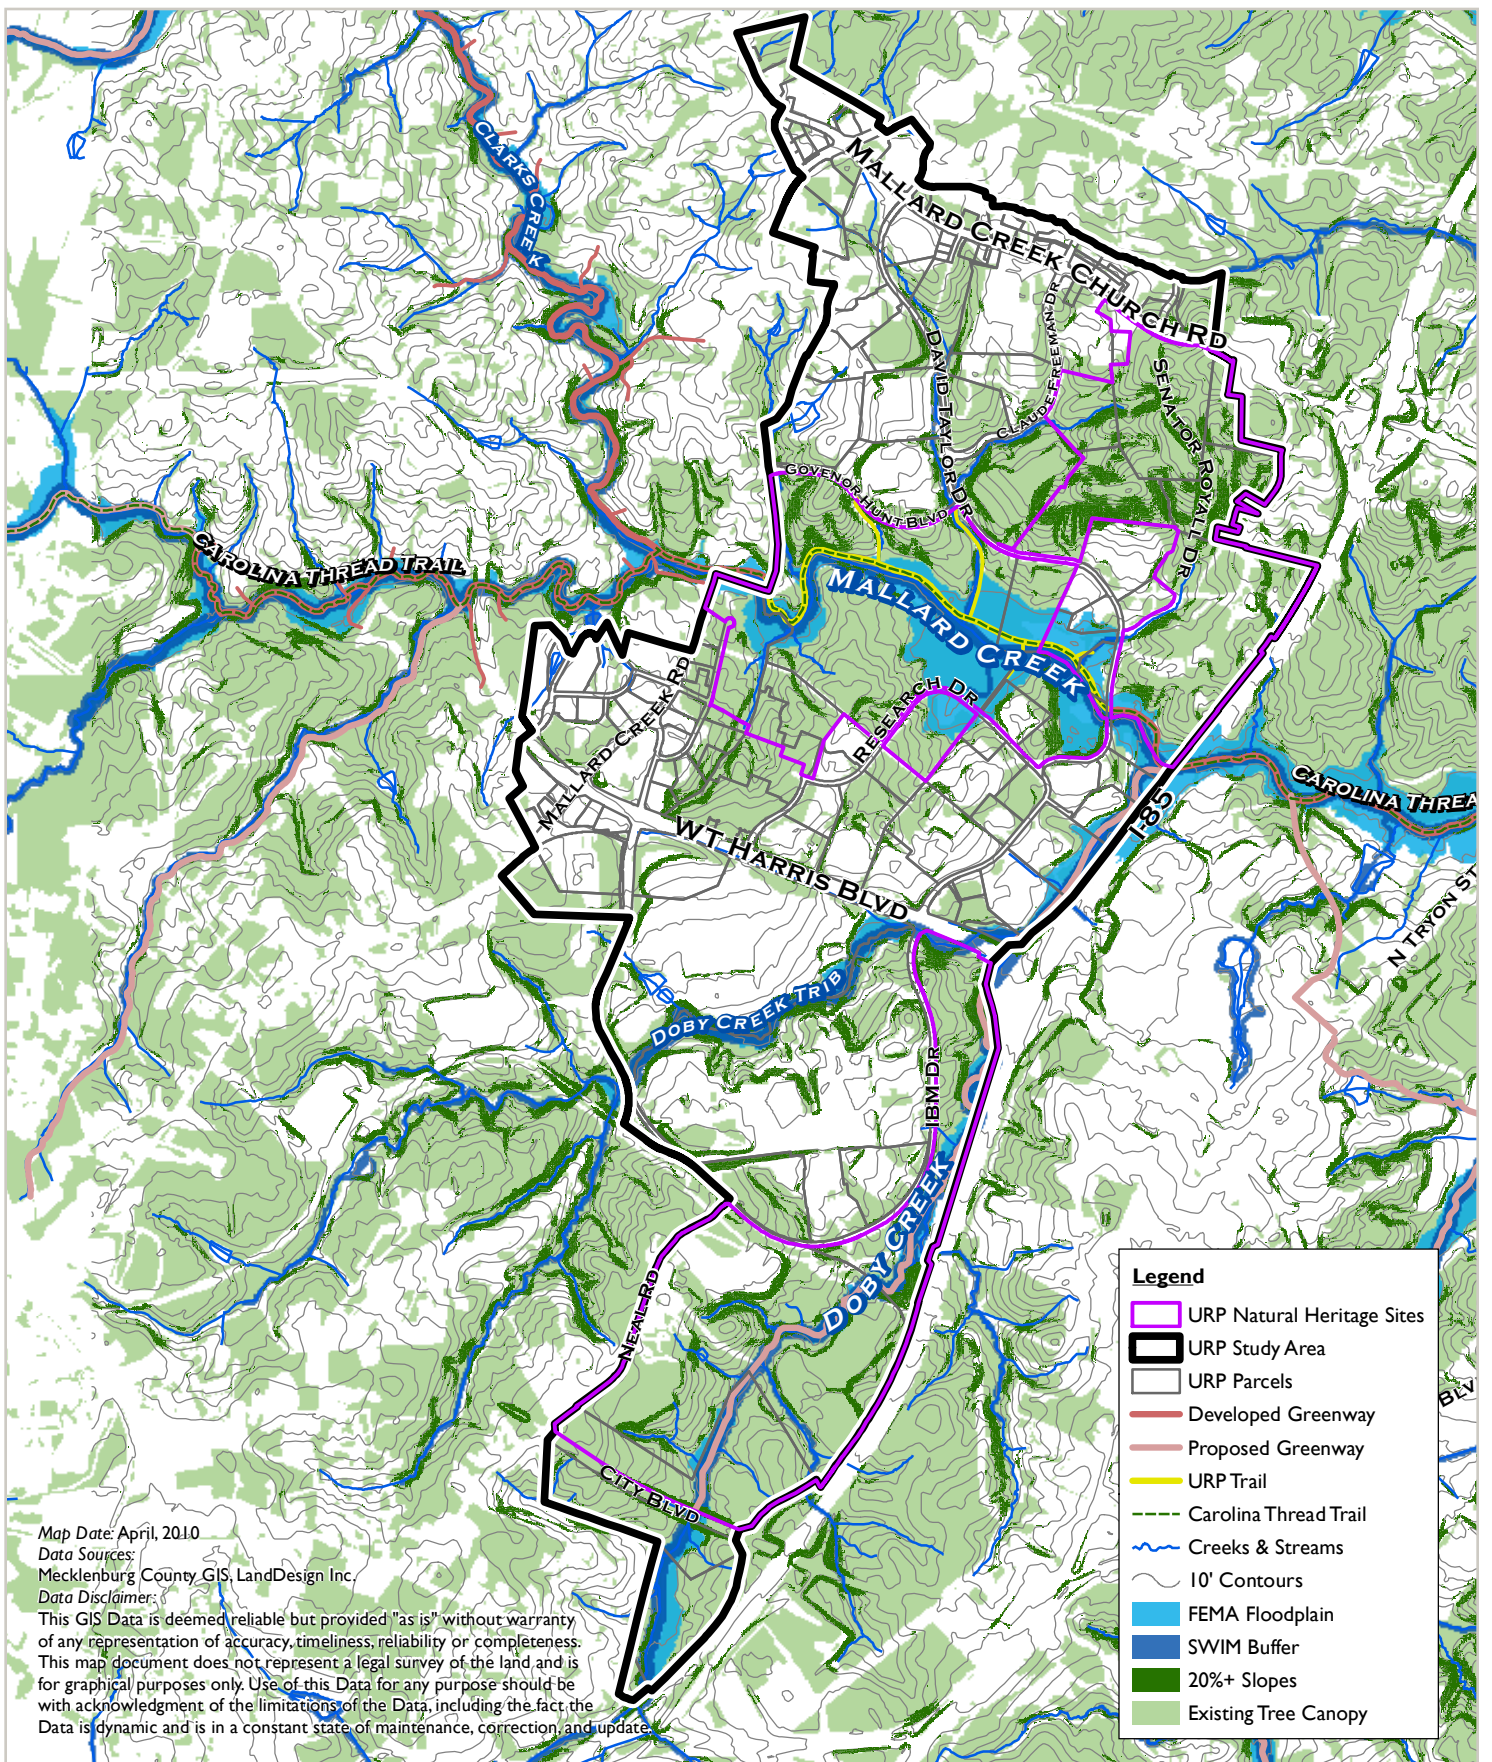 CLARKS CREEK
MALLARD CREEK CHURCH RD
DAVID TAYLOR DR
CLAUDE FREEMAN DR
SENATOR ROYALL DR
GOVENOR HUNT BLVD
CAROLINA THREAD TRAIL
MALLARD CREEK
MALLARD CREEK RD
RESEARCH DR
CAROLINA THREA
I-85
WT HARRIS BLVD
N TRYON ST
DOBY CREEK TRIB
IBM DR
DOBY CREEK
NEAL RD
CITY BLVD
BLV
Legend
URP Natural Heritage Sites
URP Study Area
URP Parcels
Developed Greenway
Proposed Greenway
URP Trail
Carolina Thread Trail
Creeks & Streams
10' Contours
FEMA Floodplain
SWIM Buffer
20%+ Slopes
Existing Tree Canopy
Map Date: April, 2010
Data Sources:
Mecklenburg County GIS, LandDesign Inc.
Data Disclaimer:
This GIS Data is deemed reliable but provided "as is" without warranty
of any representation of accuracy, timeliness, reliability or completeness.
This map document does not represent a legal survey of the land and is
for graphical purposes only. Use of this Data for any purpose should be
with acknowledgment of the limitations of the Data, including the fact the
Data is dynamic and is in a constant state of maintenance, correction, and update.